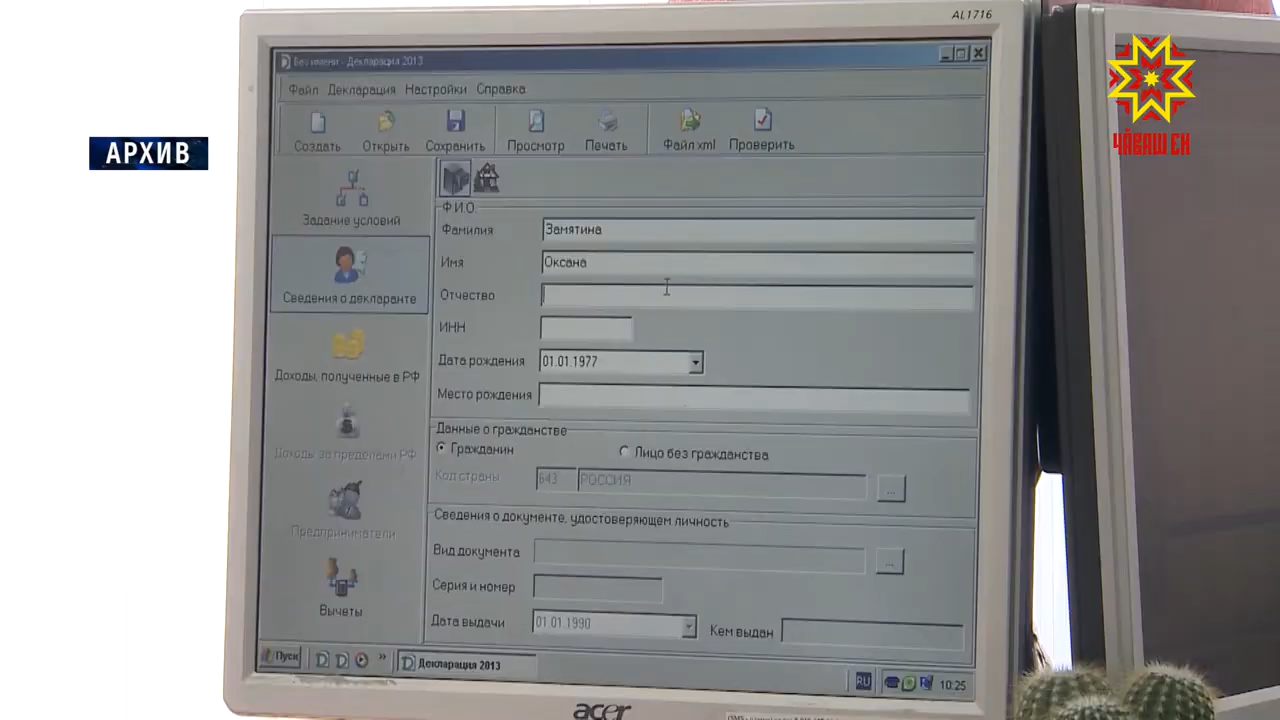 AL1716
ЧӐВАШ ЕН
АРХИВ
Без имени - Декларация 2013
Файл Декларация Настройки Справка
Создать Открыть Сохранить Просмотр Печать Файл xml Проверить
Задание условий
Сведения о декларанте
Доходы, полученные в РФ
Доходы за пределами РФ
Предприниматели
Вычеты
Ф.И.О.
Фамилия Замятина
Имя Оксана
Отчество
ИНН
Дата рождения 01.01.1977
Место рождения
Данные о гражданстве
Гражданин Лицо без гражданства
Код страны 643 РОССИЯ ...
Сведения о документе, удостоверяющем личность
Вид документа ...
Серия и номер
Дата выдачи 01.01.1990 Кем выдан
Пуск » Декларация 2013 RU 10:25
acer